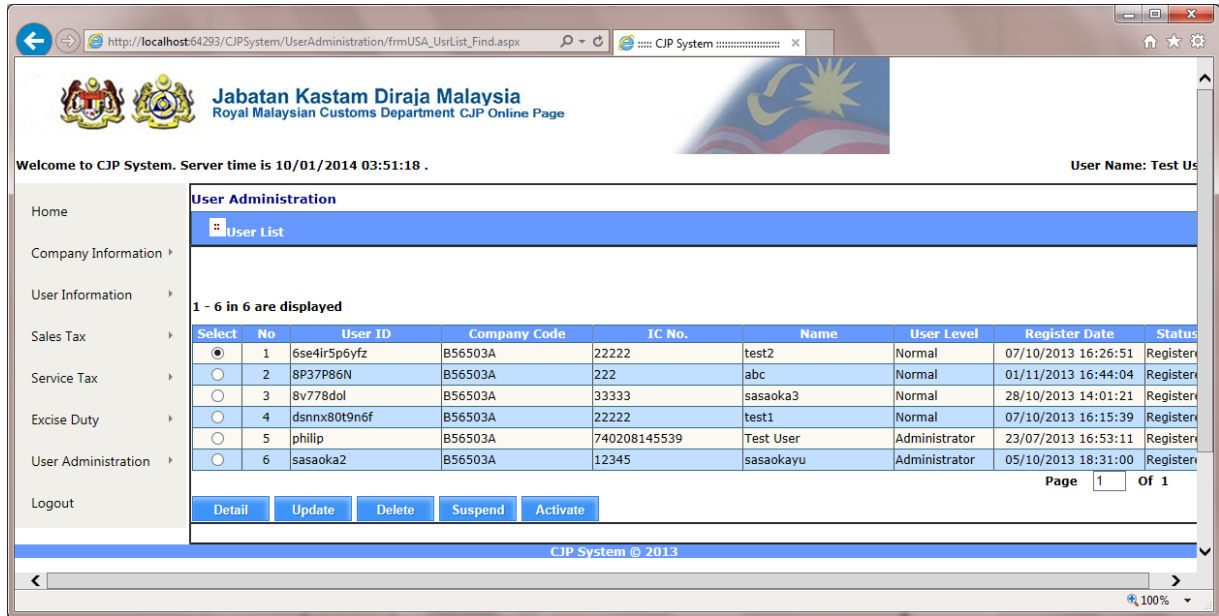 http://localhost:64293/CJPSystem/UserAdministration/frmUSA_UsrList_Find.aspx
::::: CJP System ::::::::::::::::::::::
Jabatan Kastam Diraja Malaysia
Royal Malaysian Customs Department CJP Online Page
Welcome to CJP System. Server time is 10/01/2014 03:51:18 .
User Name: Test Us
Home
Company Information
User Information
Sales Tax
Service Tax
Excise Duty
User Administration
Logout
User Administration
User List
1 - 6 in 6 are displayed
Select No User ID Company Code IC No. Name User Level Register Date Status
1 6se4ir5p6yfz B56503A 22222 test2 Normal 07/10/2013 16:26:51 Register
2 8P37P86N B56503A 222 abc Normal 01/11/2013 16:44:04 Register
3 8v778dol B56503A 33333 sasaoka3 Normal 28/10/2013 14:01:21 Register
4 dsnnx80t9n6f B56503A 22222 test1 Normal 07/10/2013 16:15:39 Register
5 philip B56503A 740208145539 Test User Administrator 23/07/2013 16:53:11 Register
6 sasaoka2 B56503A 12345 sasaokayu Administrator 05/10/2013 18:31:00 Register
Page 1 Of 1
Detail Update Delete Suspend Activate
CJP System © 2013
100%